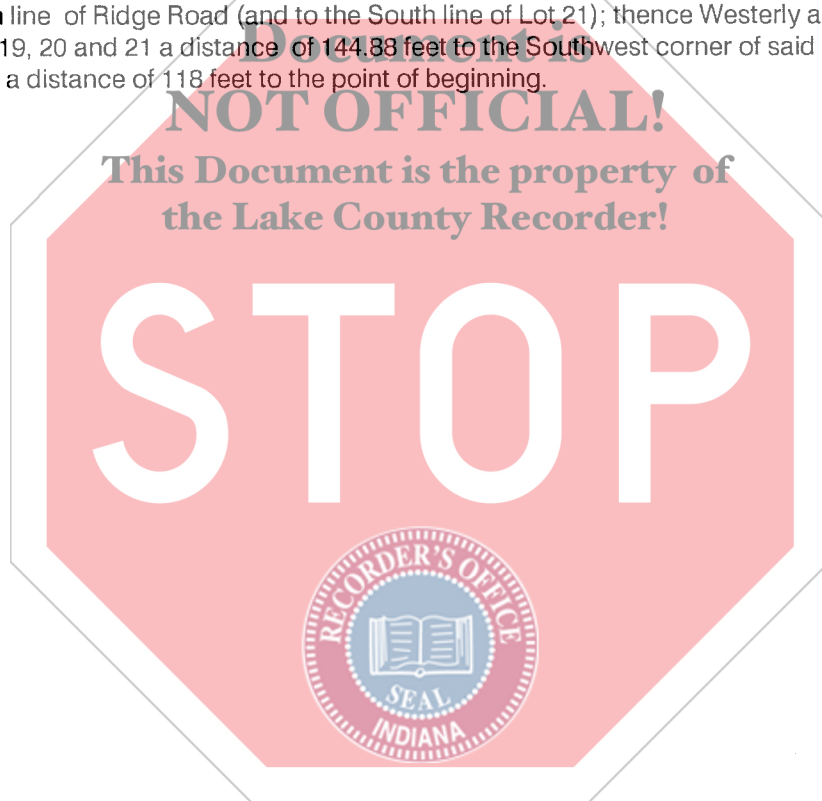 line of Ridge Road (and to the South line of Lot 21); thence Westerly a
19, 20 and 21 a distance of 144.88 feet to the Southwest corner of said
a distance of 118 feet to the point of beginning.
Document is
NOT OFFICIAL!
This Document is the property of
the Lake County Recorder!
STOP
RECORDER'S OFFICE
SEAL
INDIANA